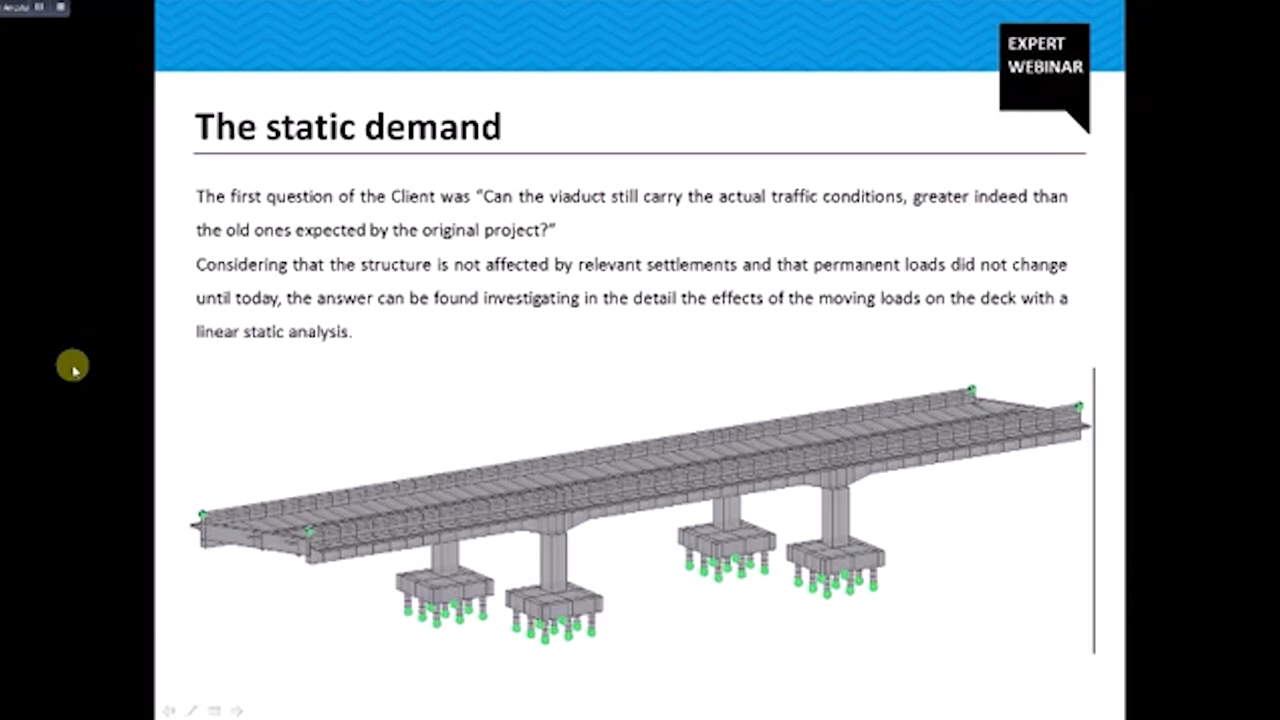 EXPERT
WEBINAR
The static demand
The first question of the Client was "Can the viaduct still carry the actual traffic conditions, greater indeed than
the old ones expected by the original project?"
Considering that the structure is not affected by relevant settlements and that permanent loads did not change
until today, the answer can be found investigating in the detail the effects of the moving loads on the deck with a
linear static analysis.